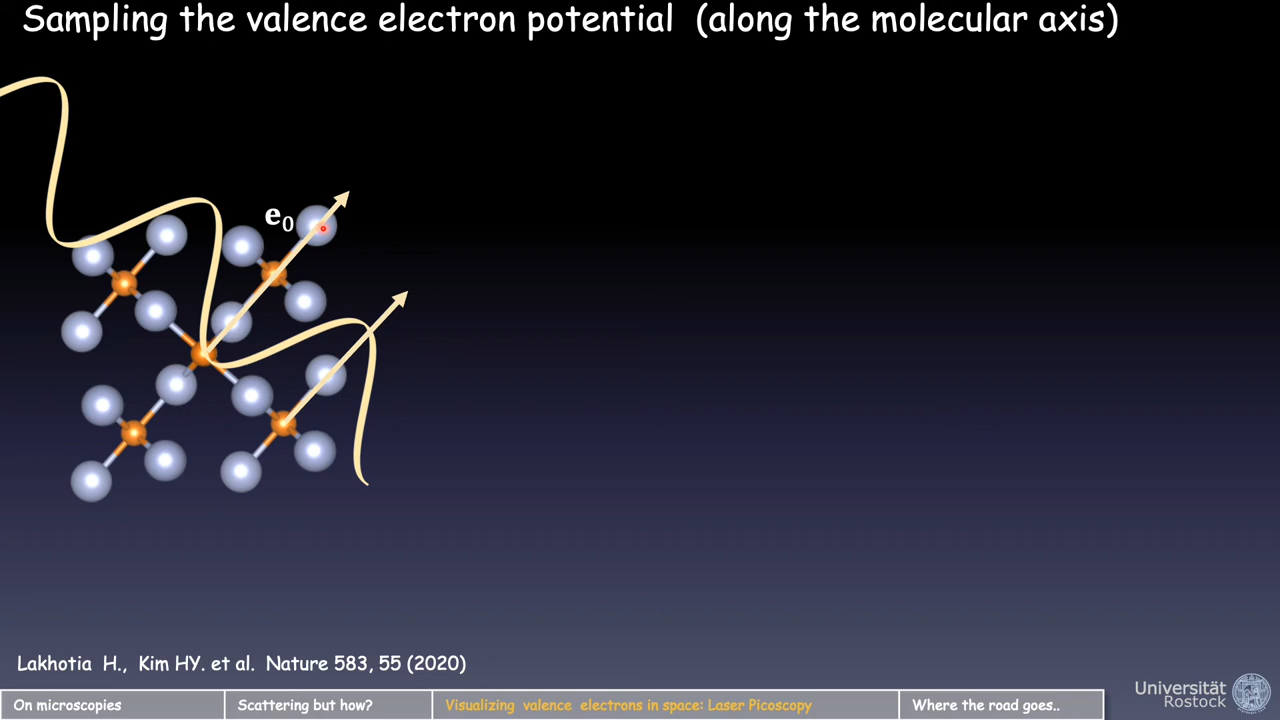 Sampling the valence electron potential (along the molecular axis)
e₀
Lakhotia H., Kim HY. et al. Nature 583, 55 (2020)
On microscopies
Scattering but how?
Visualizing valence electrons in space: Laser Picoscopy
Where the road goes..
Universität
Rostock